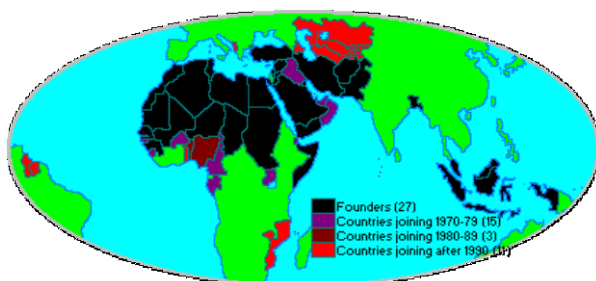 Founders (27)
Countries joining 1970-79 (15)
Countries joining 1980-89 (3)
Countries joining after 1990 (11)